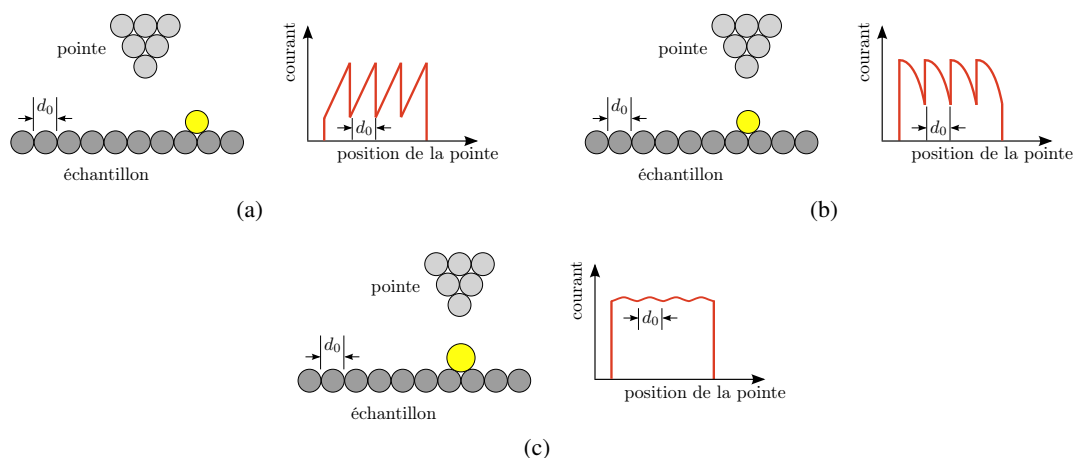 pointe
d₀
échantillon
courant
d₀
position de la pointe
(a)
pointe
d₀
échantillon
courant
d₀
position de la pointe
(b)
pointe
d₀
échantillon
courant
d₀
position de la pointe
(c)